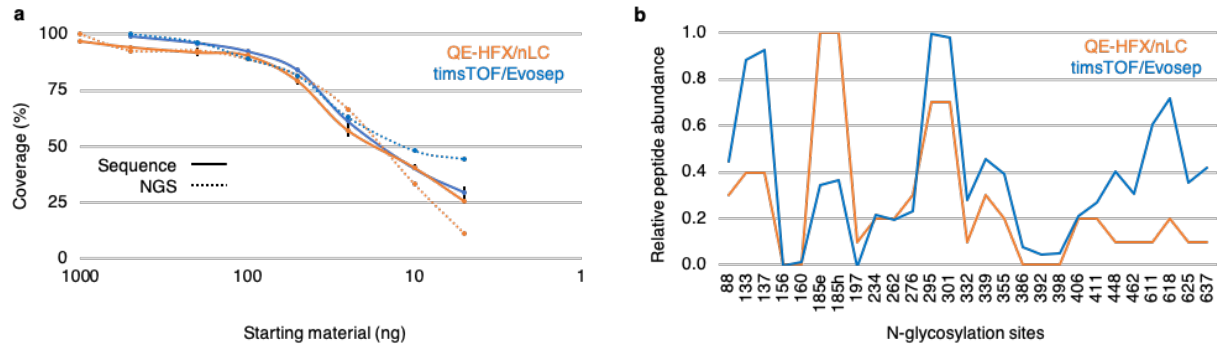 a
100
75
50
25
0
Coverage (%)
QE-HFX/nLC
timsTOF/Evosep
Sequence
NGS
1000
100
10
1
Starting material (ng)
b
1.0
0.8
0.6
0.4
0.2
0.0
Relative peptide abundance
QE-HFX/nLC
timsTOF/Evosep
88
133
137
156
160
185e
185h
197
234
262
276
295
301
332
339
355
386
392
398
406
411
448
462
611
618
625
637
N-glycosylation sites